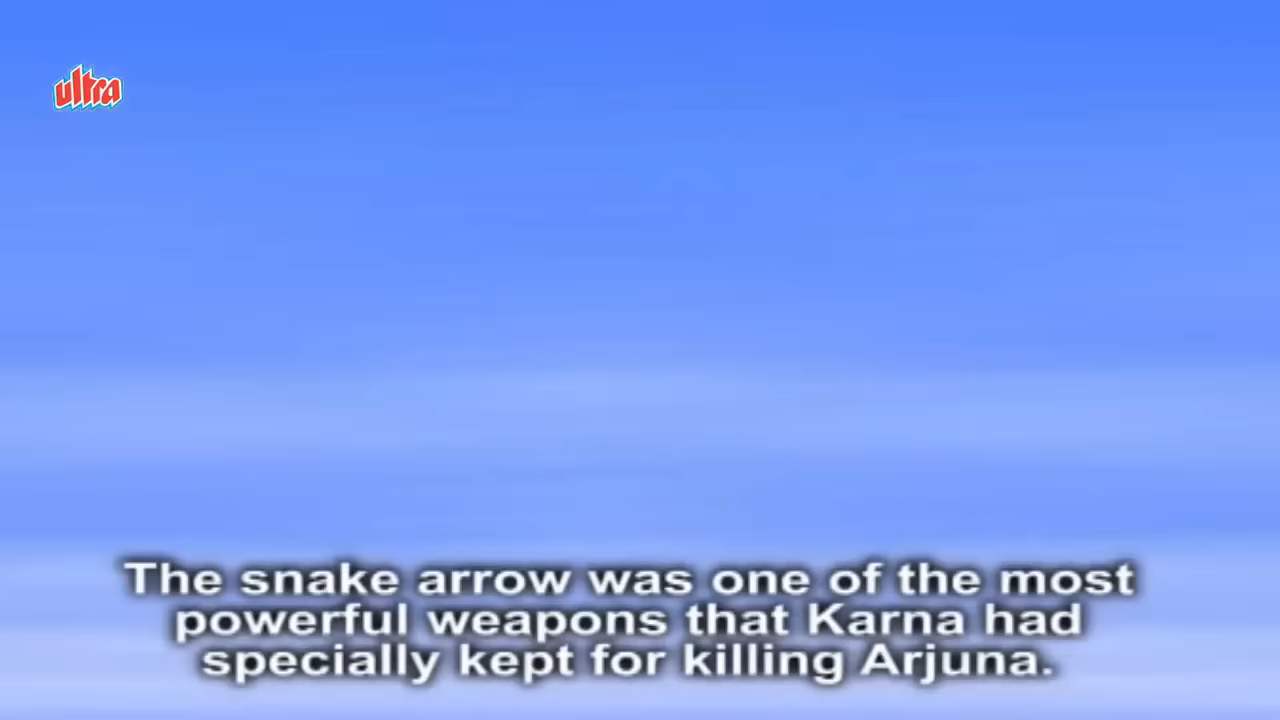 ultra
The snake arrow was one of the most
powerful weapons that Karna had
specially kept for killing Arjuna.